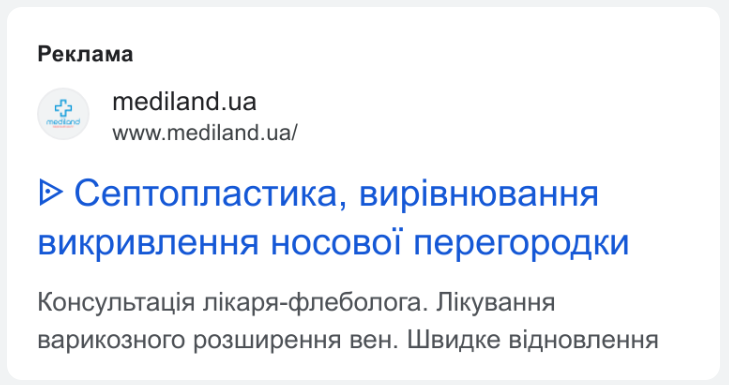 Реклама
mediland
mediland.ua
www.mediland.ua/
ᐈ Септопластика, вирівнювання
викривлення носової перегородки
Консультація лікаря-флеболога. Лікування
варикозного розширення вен. Швидке відновлення